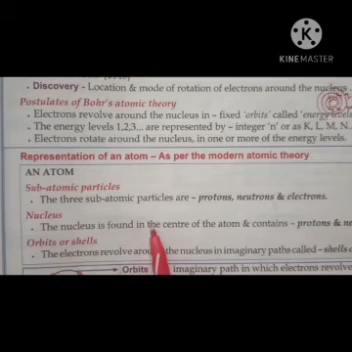 KINEMASTER
• Discovery - Location & mode of rotation of electrons around the nucleus.
Postulates of Bohr's atomic theory
• Electrons revolve around the nucleus in – fixed 'orbits' called 'energy levels
• The energy levels 1,2,3... are represented by – integer 'n' or as K, L, M, N.
• Electrons rotate around the nucleus, in one or more of the energy levels.
Representation of an atom – As per the modern atomic theory
AN ATOM
Sub-atomic particles
• The three sub-atomic particles are – protons, neutrons & electrons.
Nucleus
• The nucleus is found in the centre of the atom & contains – protons & ne
Orbits or shells
• The electrons revolve around the nucleus in imaginary paths called – shells
Orbits imaginary path in which electrons revolve